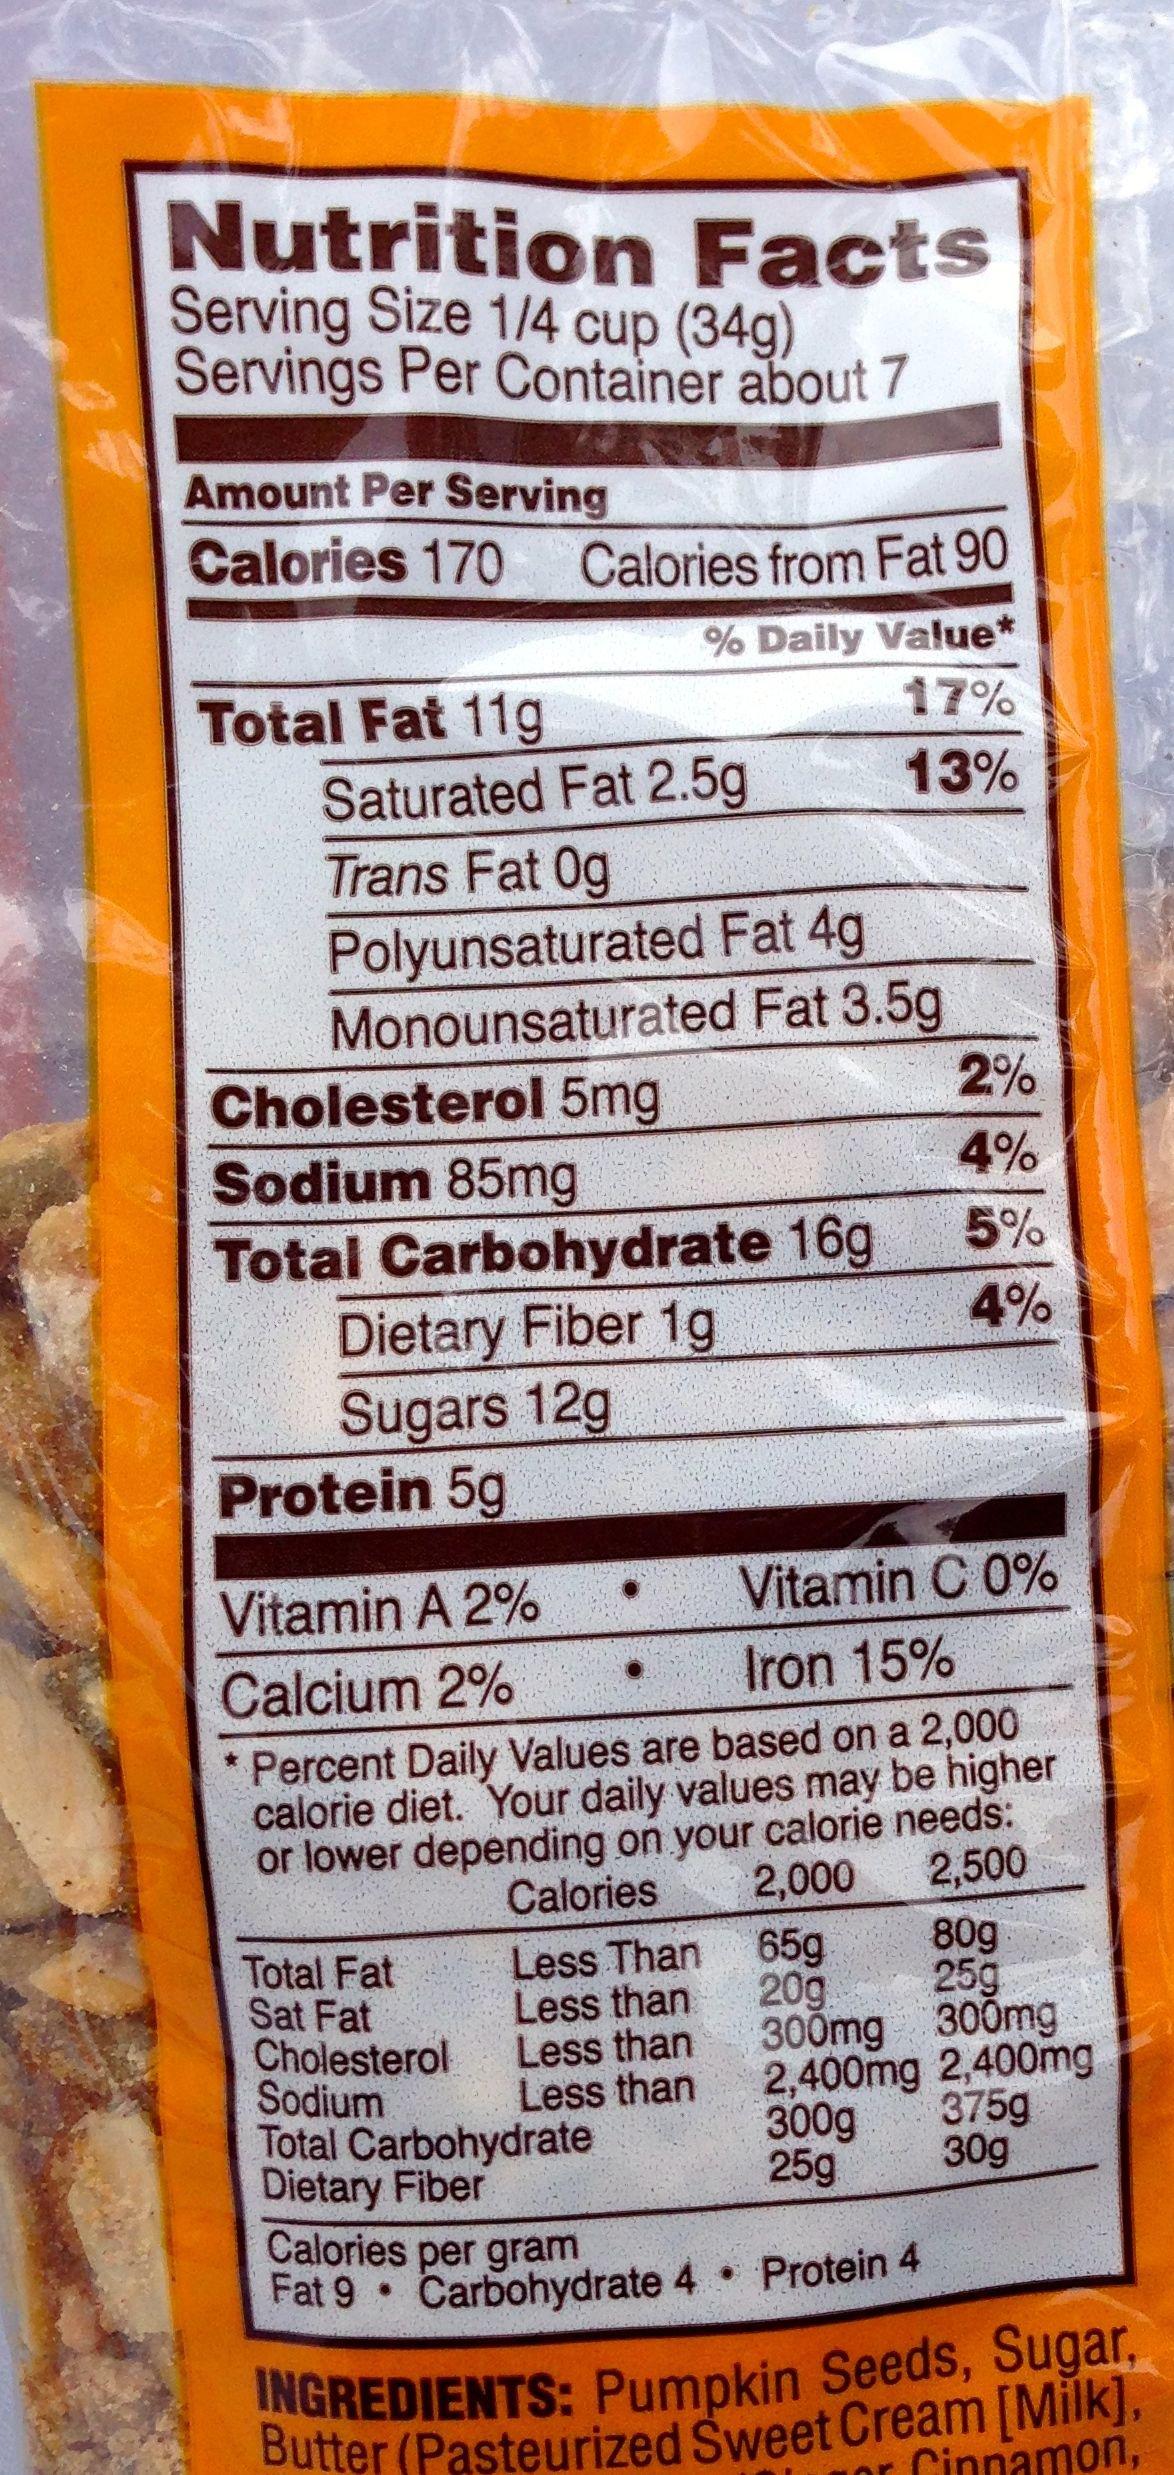 Nutrition Facts
Serving Size 1/4 cup (34g)
Servings Per Container about 7
Amount Per Serving
Calories 170 Calories from Fat 90
% Daily Value*
Total Fat 11g 17%
Saturated Fat 2.5g 13%
Trans Fat 0g
Polyunsaturated Fat 4g
Monounsaturated Fat 3.5g
Cholesterol 5mg 2%
Sodium 85mg 4%
Total Carbohydrate 16g 5%
Dietary Fiber 1g 4%
Sugars 12g
Protein 5g
Vitamin A 2% • Vitamin C 0%
Calcium 2% • Iron 15%
* Percent Daily Values are based on a 2,000
calorie diet. Your daily values may be higher
or lower depending on your calorie needs:
Calories 2,000 2,500
Total Fat Less Than 65g 80g
Sat Fat Less than 20g 25g
Cholesterol Less than 300mg 300mg
Sodium Less than 2,400mg 2,400mg
Total Carbohydrate 300g 375g
Dietary Fiber 25g 30g
Calories per gram
Fat 9 • Carbohydrate 4 • Protein 4
INGREDIENTS: Pumpkin Seeds, Sugar,
Butter (Pasteurized Sweet Cream [Milk],
Cinnamon,